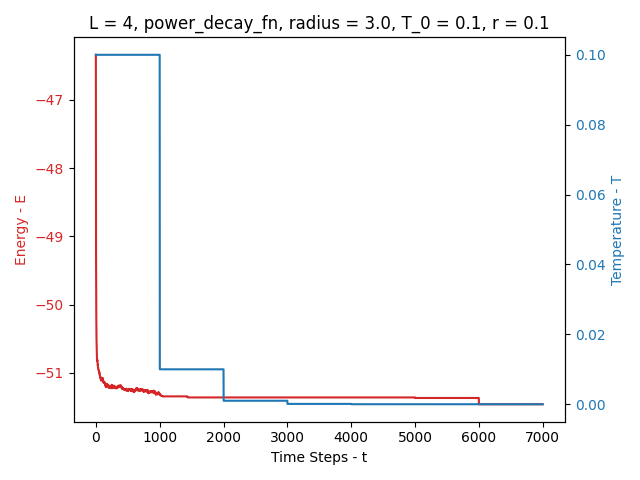 L = 4, power_decay_fn, radius = 3.0, T_0 = 0.1, r = 0.1
Energy - E
−47
−48
−49
−50
−51
0.10
0.08
0.06
0.04
0.02
0.00
Temperature - T
0 1000 2000 3000 4000 5000 6000 7000
Time Steps - t